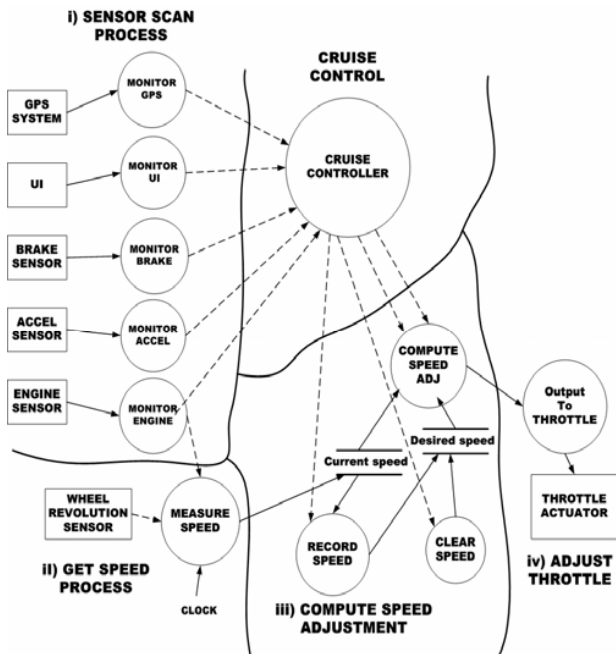 i) SENSOR SCAN
PROCESS
CRUISE
CONTROL
GPS
SYSTEM
MONITOR
GPS
UI
MONITOR
UI
CRUISE
CONTROLLER
BRAKE
SENSOR
MONITOR
BRAKE
ACCEL
SENSOR
MONITOR
ACCEL
ENGINE
SENSOR
MONITOR
ENGINE
COMPUTE
SPEED
ADJ
Output
To
THROTTLE
Desired speed
Current speed
WHEEL
REVOLUTION
SENSOR
MEASURE
SPEED
THROTTLE
ACTUATOR
RECORD
SPEED
CLEAR
SPEED
ii) GET SPEED
PROCESS
CLOCK
iii) COMPUTE SPEED
ADJUSTMENT
iv) ADJUST
THROTTLE